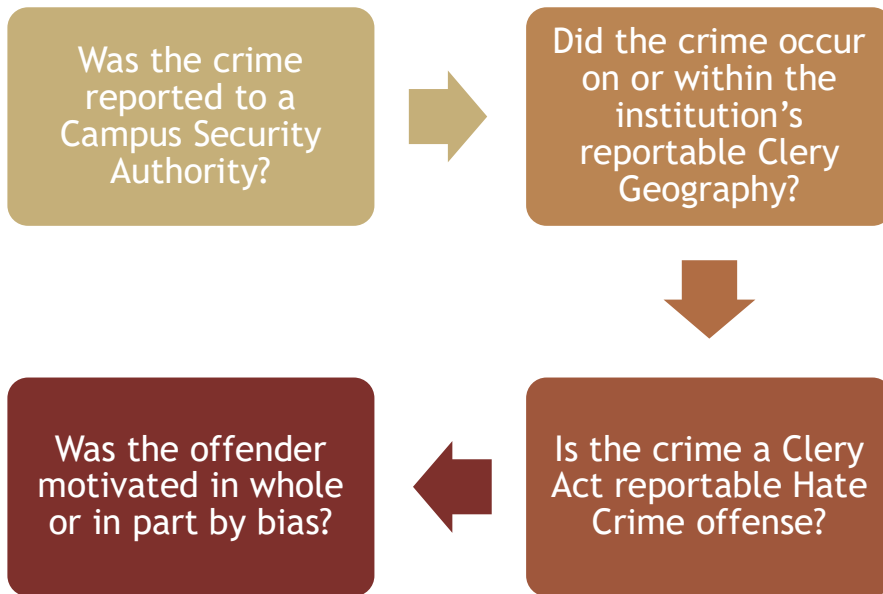 Was the crime
reported to a
Campus Security
Authority?
Did the crime occur
on or within the
institution’s
reportable Clery
Geography?
Is the crime a Clery
Act reportable Hate
Crime offense?
Was the offender
motivated in whole
or in part by bias?